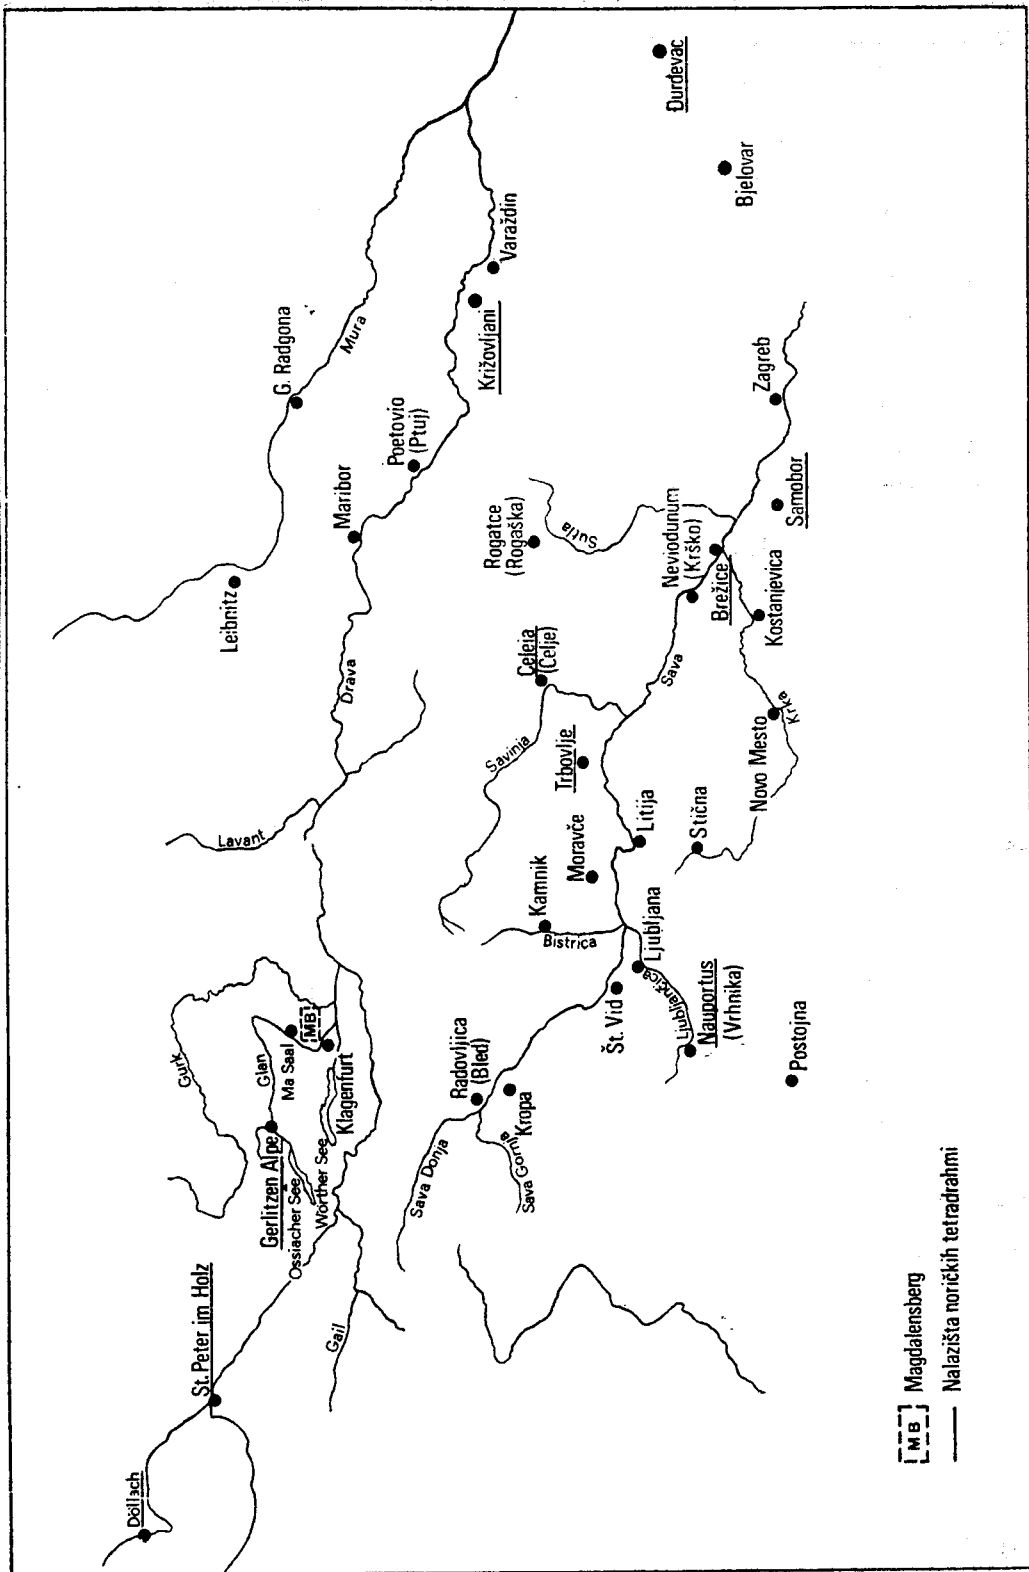 Döllach
St. Peter im Holz
Gail
Gurk
Glan
Gerlitzen Alpe
Ossiacher See
Wörther See
Ma Saal
MB
Klagenfurt
Lavant
Drava
Leibnitz
Maribor
G. Radgona
Mura
Poetovio
(Ptuj)
Križovljani
Varaždin
Đurđevac
Bjelovar
Sava Donja
Sava Gornja
Radovljica
(Bled)
Kropa
Št. Vid
Bistrica
Kamnik
Moravče
Ljubljana
Ljubljančica
Nauportus
(Vrhnika)
Postojna
Savinja
Trbovlje
Litija
Stična
Celeia
(Celje)
Rogatce
(Rogaška)
Sutla
Sava
Neviodunum
(Krško)
Brežice
Novo Mesto
Krka
Kostanjevica
Samobor
Zagreb
MB Magdalensberg
Nalazišta noričkih tetradrahmi